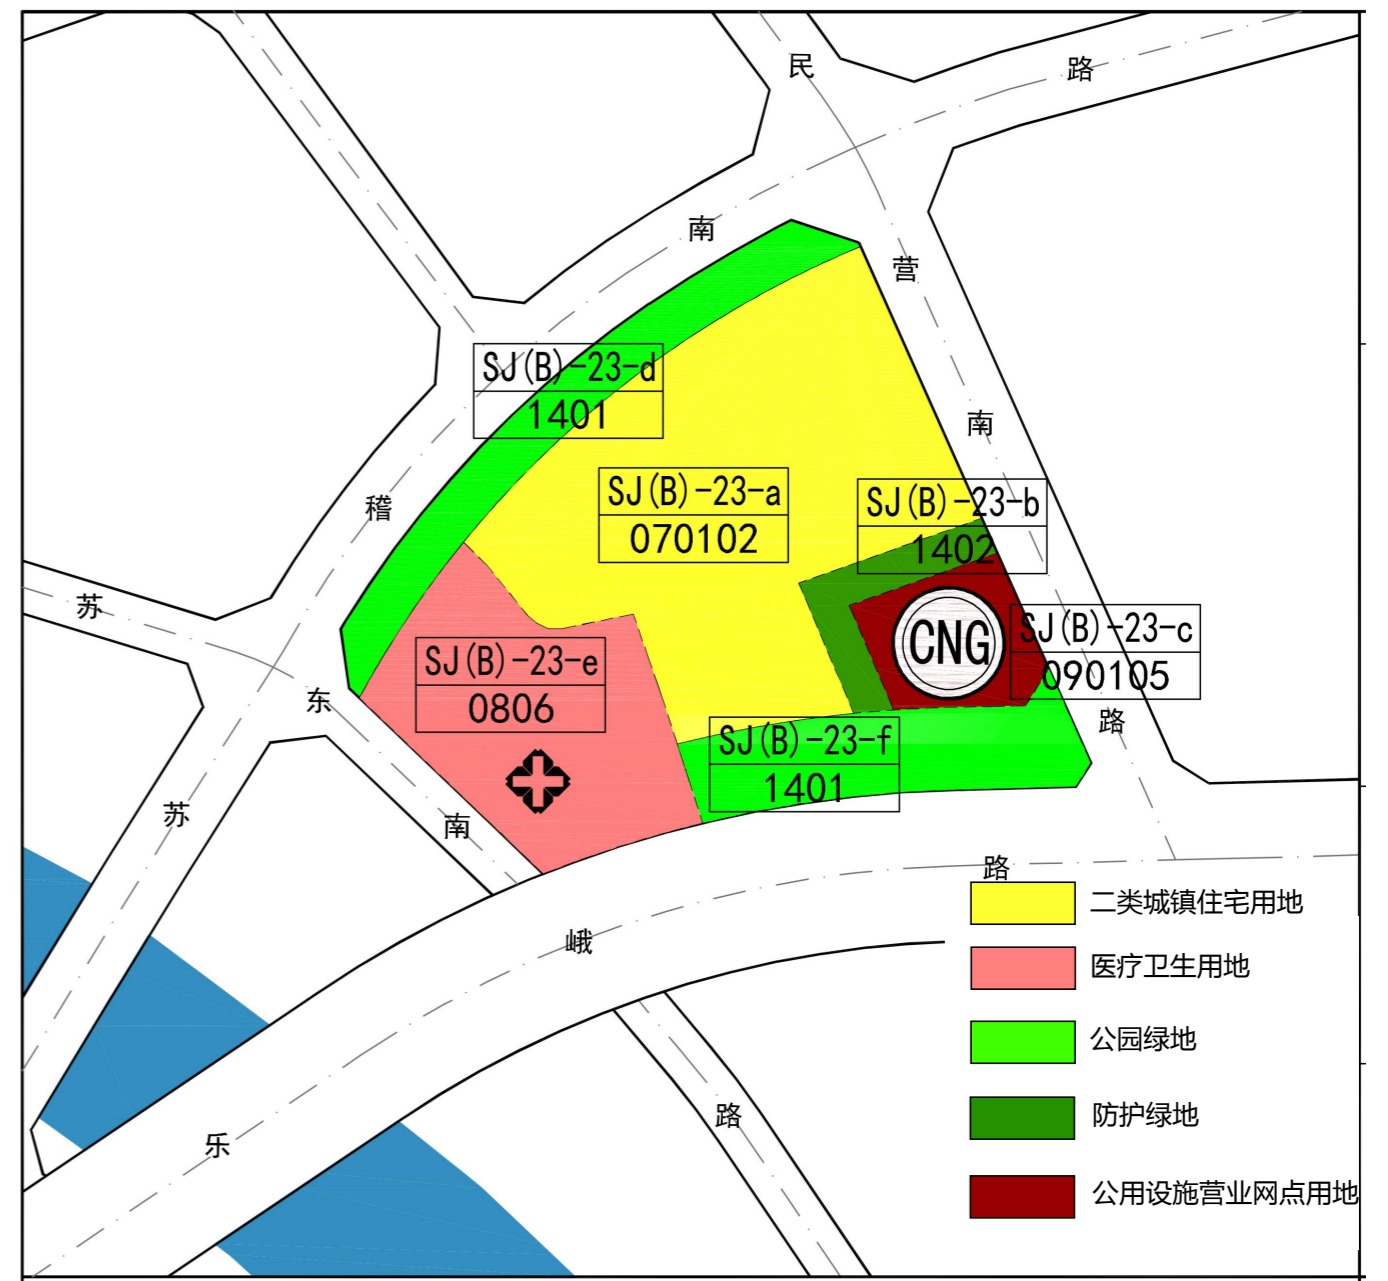 民
路
南
营
SJ(B)-23-d
1401
南
稽
SJ(B)-23-a
070102
SJ(B)-23-b
1402
苏
CNG
SJ(B)-23-c
090105
SJ(B)-23-e
0806
东
路
SJ(B)-23-f
1401
苏
南
路
二类城镇住宅用地
峨
医疗卫生用地
公园绿地
路
防护绿地
乐
公用设施营业网点用地